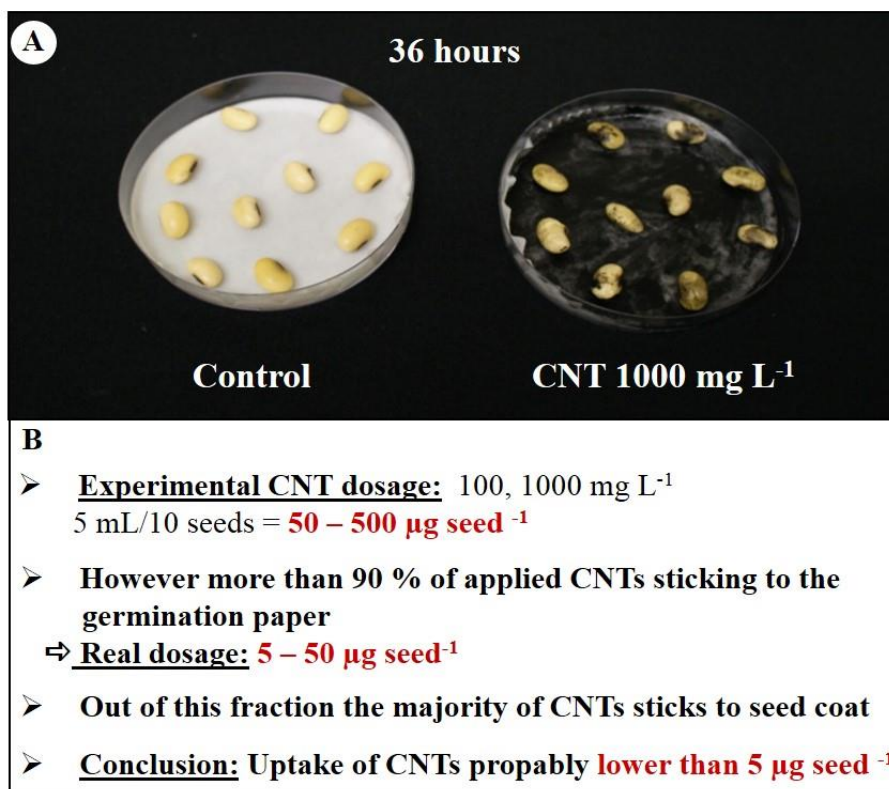 A
36 hours
Control
CNT 1000 mg L⁻¹
B
➢ Experimental CNT dosage: 100, 1000 mg L⁻¹
5 mL/10 seeds = 50 – 500 µg seed ⁻¹
➢ However more than 90 % of applied CNTs sticking to the
germination paper
⇨ Real dosage: 5 – 50 µg seed⁻¹
➢ Out of this fraction the majority of CNTs sticks to seed coat
➢ Conclusion: Uptake of CNTs propably lower than 5 µg seed ⁻¹